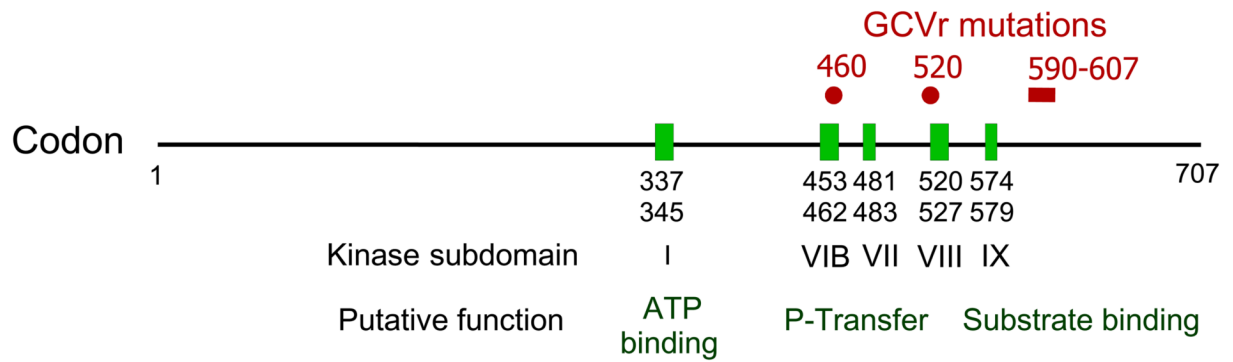 GCVr mutations
460 520 590-607
Codon
1 707
337 453 481 520 574
345 462 483 527 579
Kinase subdomain I VIB VII VIII IX
Putative function ATP binding P-Transfer Substrate binding